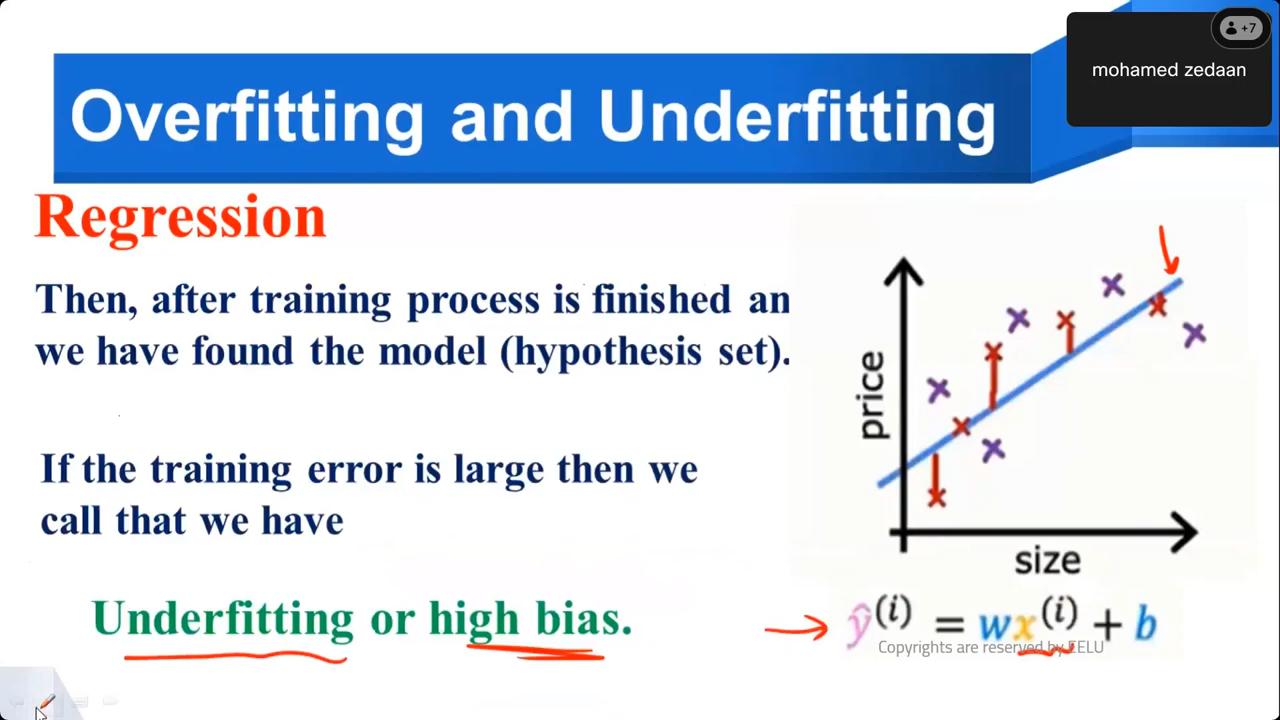 +7
mohamed zedaan
Overfitting and Underfitting
Regression
Then, after training process is finished an
we have found the model (hypothesis set).
If the training error is large then we
call that we have
Underfitting or high bias.
price
size
ŷ(i) = wx(i) + b
Copyrights are reserved by EELU